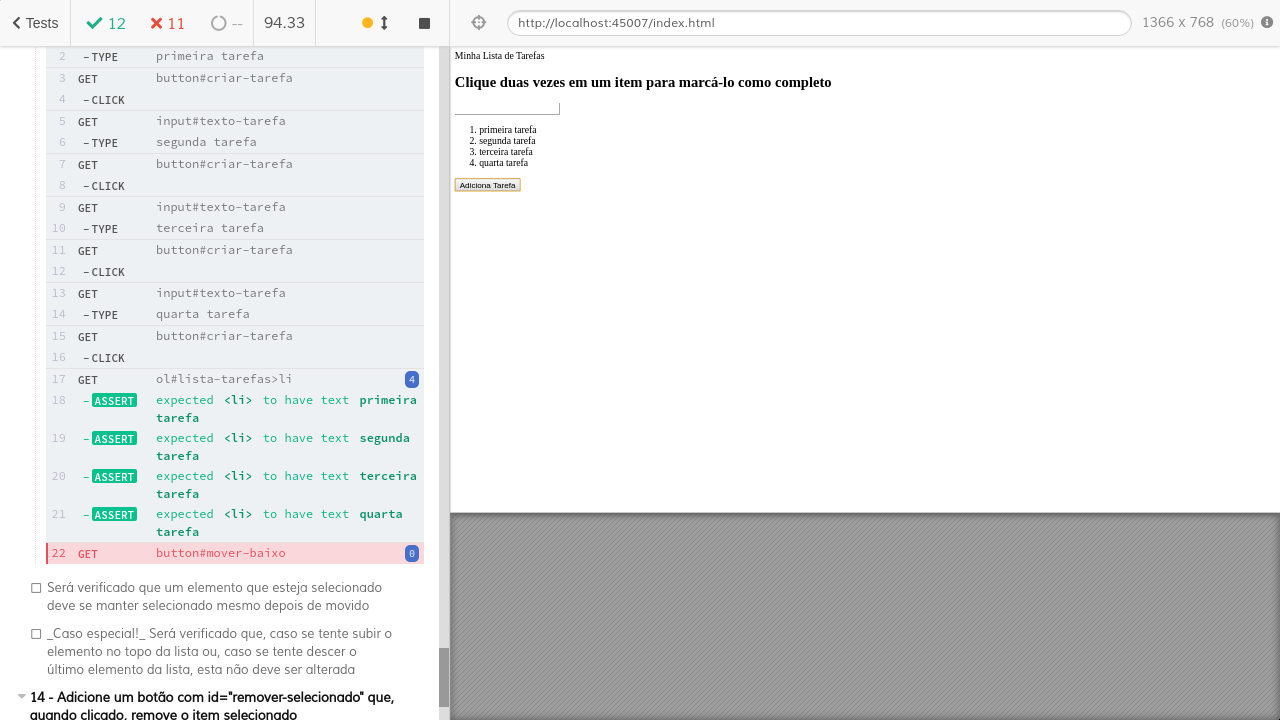 Tests 12 11 -- 94.33
http://localhost:45007/index.html 1366 x 768 (60%)
2 -TYPE primeira tarefa
3 GET button#criar-tarefa
4 -CLICK
5 GET input#texto-tarefa
6 -TYPE segunda tarefa
7 GET button#criar-tarefa
8 -CLICK
9 GET input#texto-tarefa
10 -TYPE terceira tarefa
11 GET button#criar-tarefa
12 -CLICK
13 GET input#texto-tarefa
14 -TYPE quarta tarefa
15 GET button#criar-tarefa
16 -CLICK
17 GET ol#lista-tarefas>li 4
18 -ASSERT expected <li> to have text primeira
tarefa
19 -ASSERT expected <li> to have text segunda
tarefa
20 -ASSERT expected <li> to have text terceira
tarefa
21 -ASSERT expected <li> to have text quarta
tarefa
22 GET button#mover-baixo 0
Será verificado que um elemento que esteja selecionado
deve se manter selecionado mesmo depois de movido
_Caso especial!_ Será verificado que, caso se tente subir o
elemento no topo da lista ou, caso se tente descer o
último elemento da lista, esta não deve ser alterada
14 - Adicione um botão com id="remover-selecionado" que,
quando clicado, remove o item selecionado
Minha Lista de Tarefas
Clique duas vezes em um item para marcá-lo como completo
1. primeira tarefa
2. segunda tarefa
3. terceira tarefa
4. quarta tarefa
Adiciona Tarefa